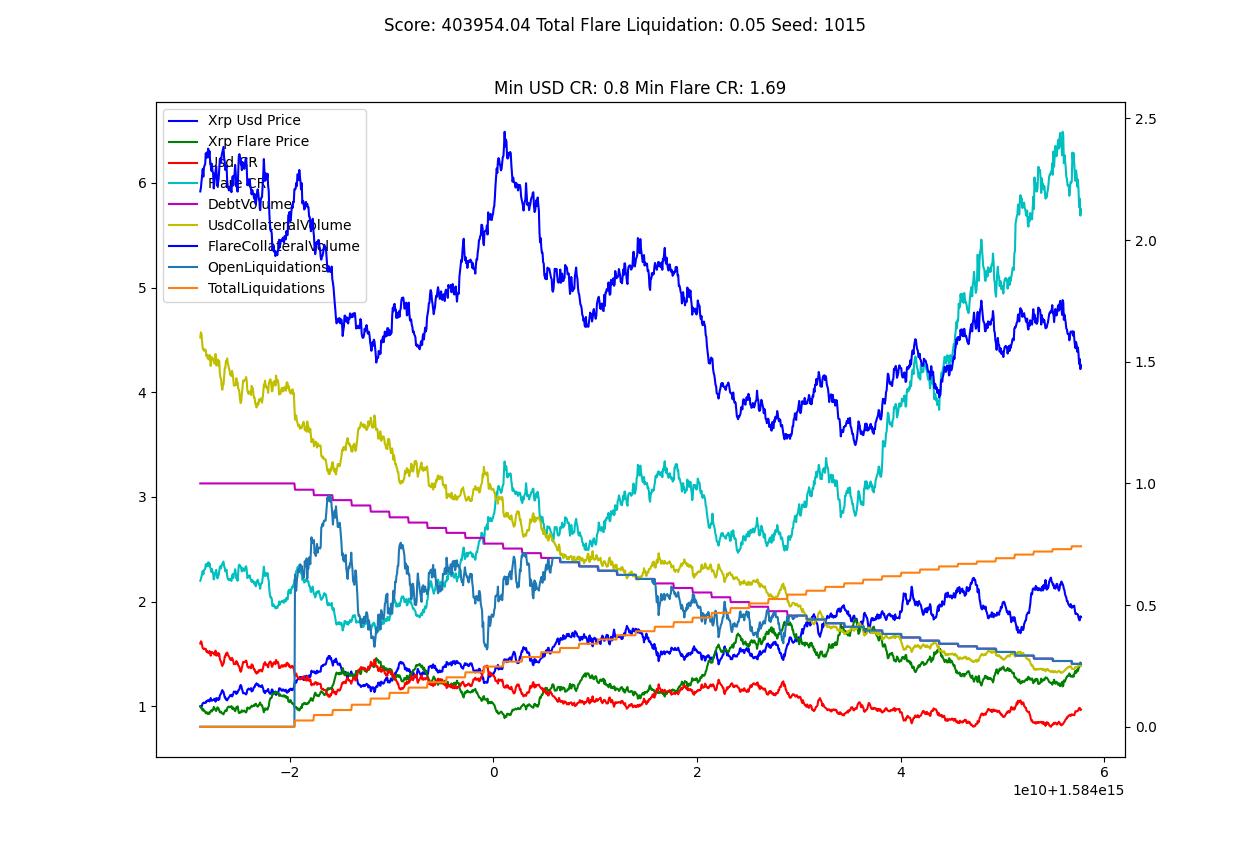 Score: 403954.04 Total Flare Liquidation: 0.05 Seed: 1015
Min USD CR: 0.8 Min Flare CR: 1.69
Xrp Usd Price
Xrp Flare Price
Usd CR
Flare CR
DebtVolume
UsdCollateralVolume
FlareCollateralVolume
OpenLiquidations
TotalLiquidations
6
5
4
3
2
1
2.5
2.0
1.5
1.0
0.5
0.0
−2
0
2
4
6
1e10+1.584e15